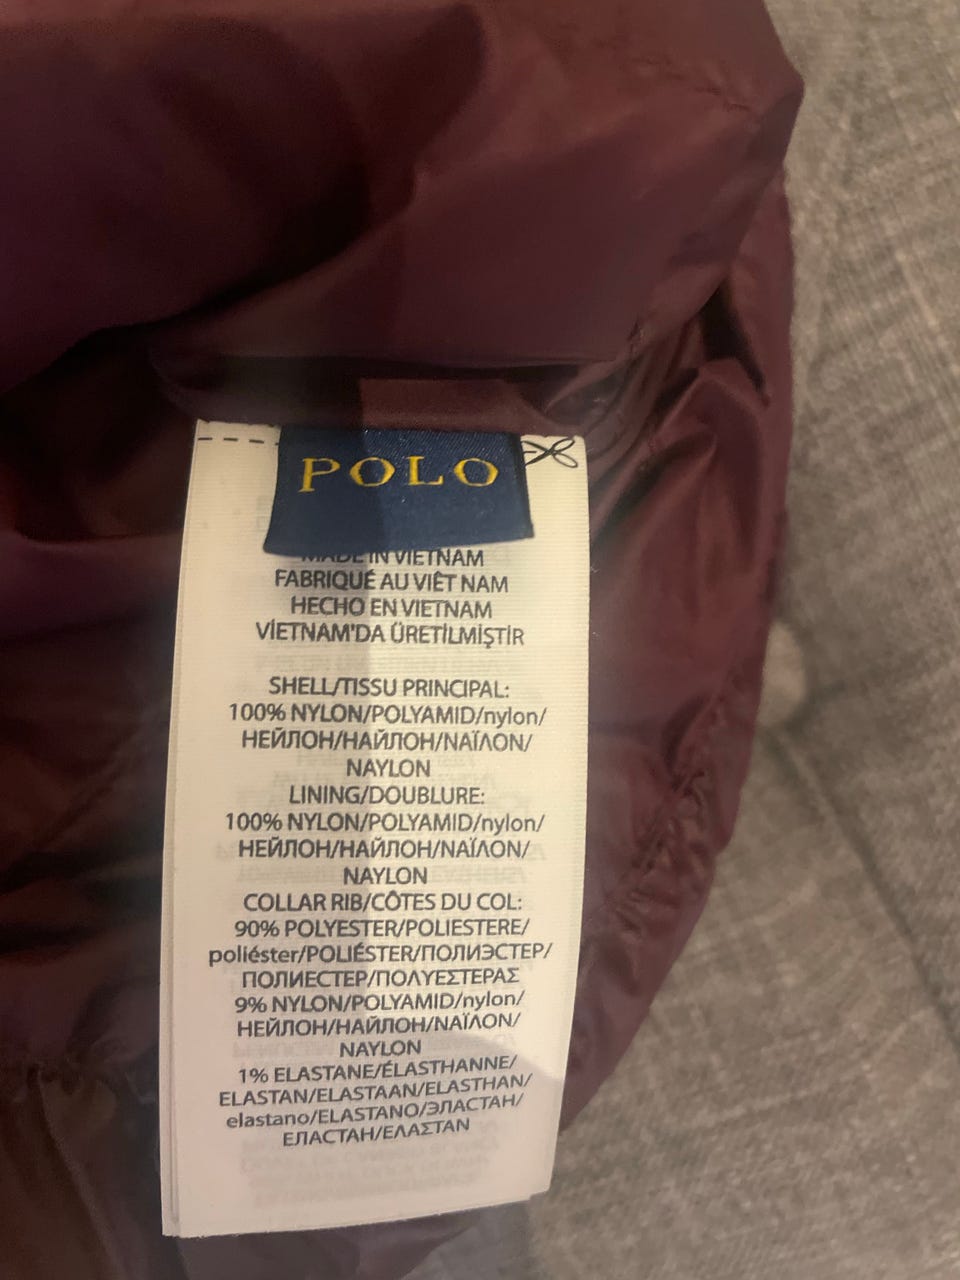 POLO
MADE IN VIETNAM
FABRIQUÉ AU VIÊT NAM
HECHO EN VIETNAM
VİETNAM'DA ÜRETİLMİŞTİR
SHELL/TISSU PRINCIPAL:
100% NYLON/POLYAMID/nylon/
НЕЙЛОН/НАЙЛОН/ΝΑΪΛΟΝ/
NAYLON
LINING/DOUBLURE:
100% NYLON/POLYAMID/nylon/
НЕЙЛОН/НАЙЛОН/ΝΑΪΛΟΝ/
NAYLON
COLLAR RIB/CÔTES DU COL:
90% POLYESTER/POLIESTERE/
poliéster/POLIÉSTER/ПОЛИЭСТЕР/
ПОЛИЕСТЕР/ΠΟΛΥΕΣΤΕΡΑΣ
9% NYLON/POLYAMID/nylon/
НЕЙЛОН/НАЙЛОН/ΝΑΪΛΟΝ/
NAYLON
1% ELASTANE/ÉLASTHANNE/
ELASTAN/ELASTAAN/ELASTHAN/
elastano/ELASTANO/ЭЛАСТАН/
ЕЛАСТАН/ΕΛΑΣΤΑΝ